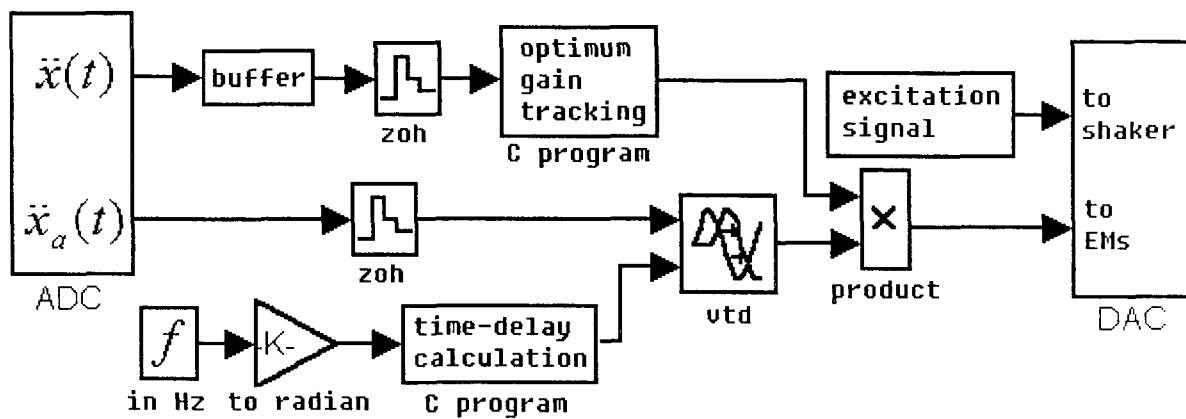 ẍ(t)
buffer
zoh
optimum
gain
tracking
C program
excitation
signal
to
shaker
ẍₐ(t)
zoh
vtd
×
product
to
EMs
ADC
DAC
f
in Hz
-K-
to radian
time-delay
calculation
C program